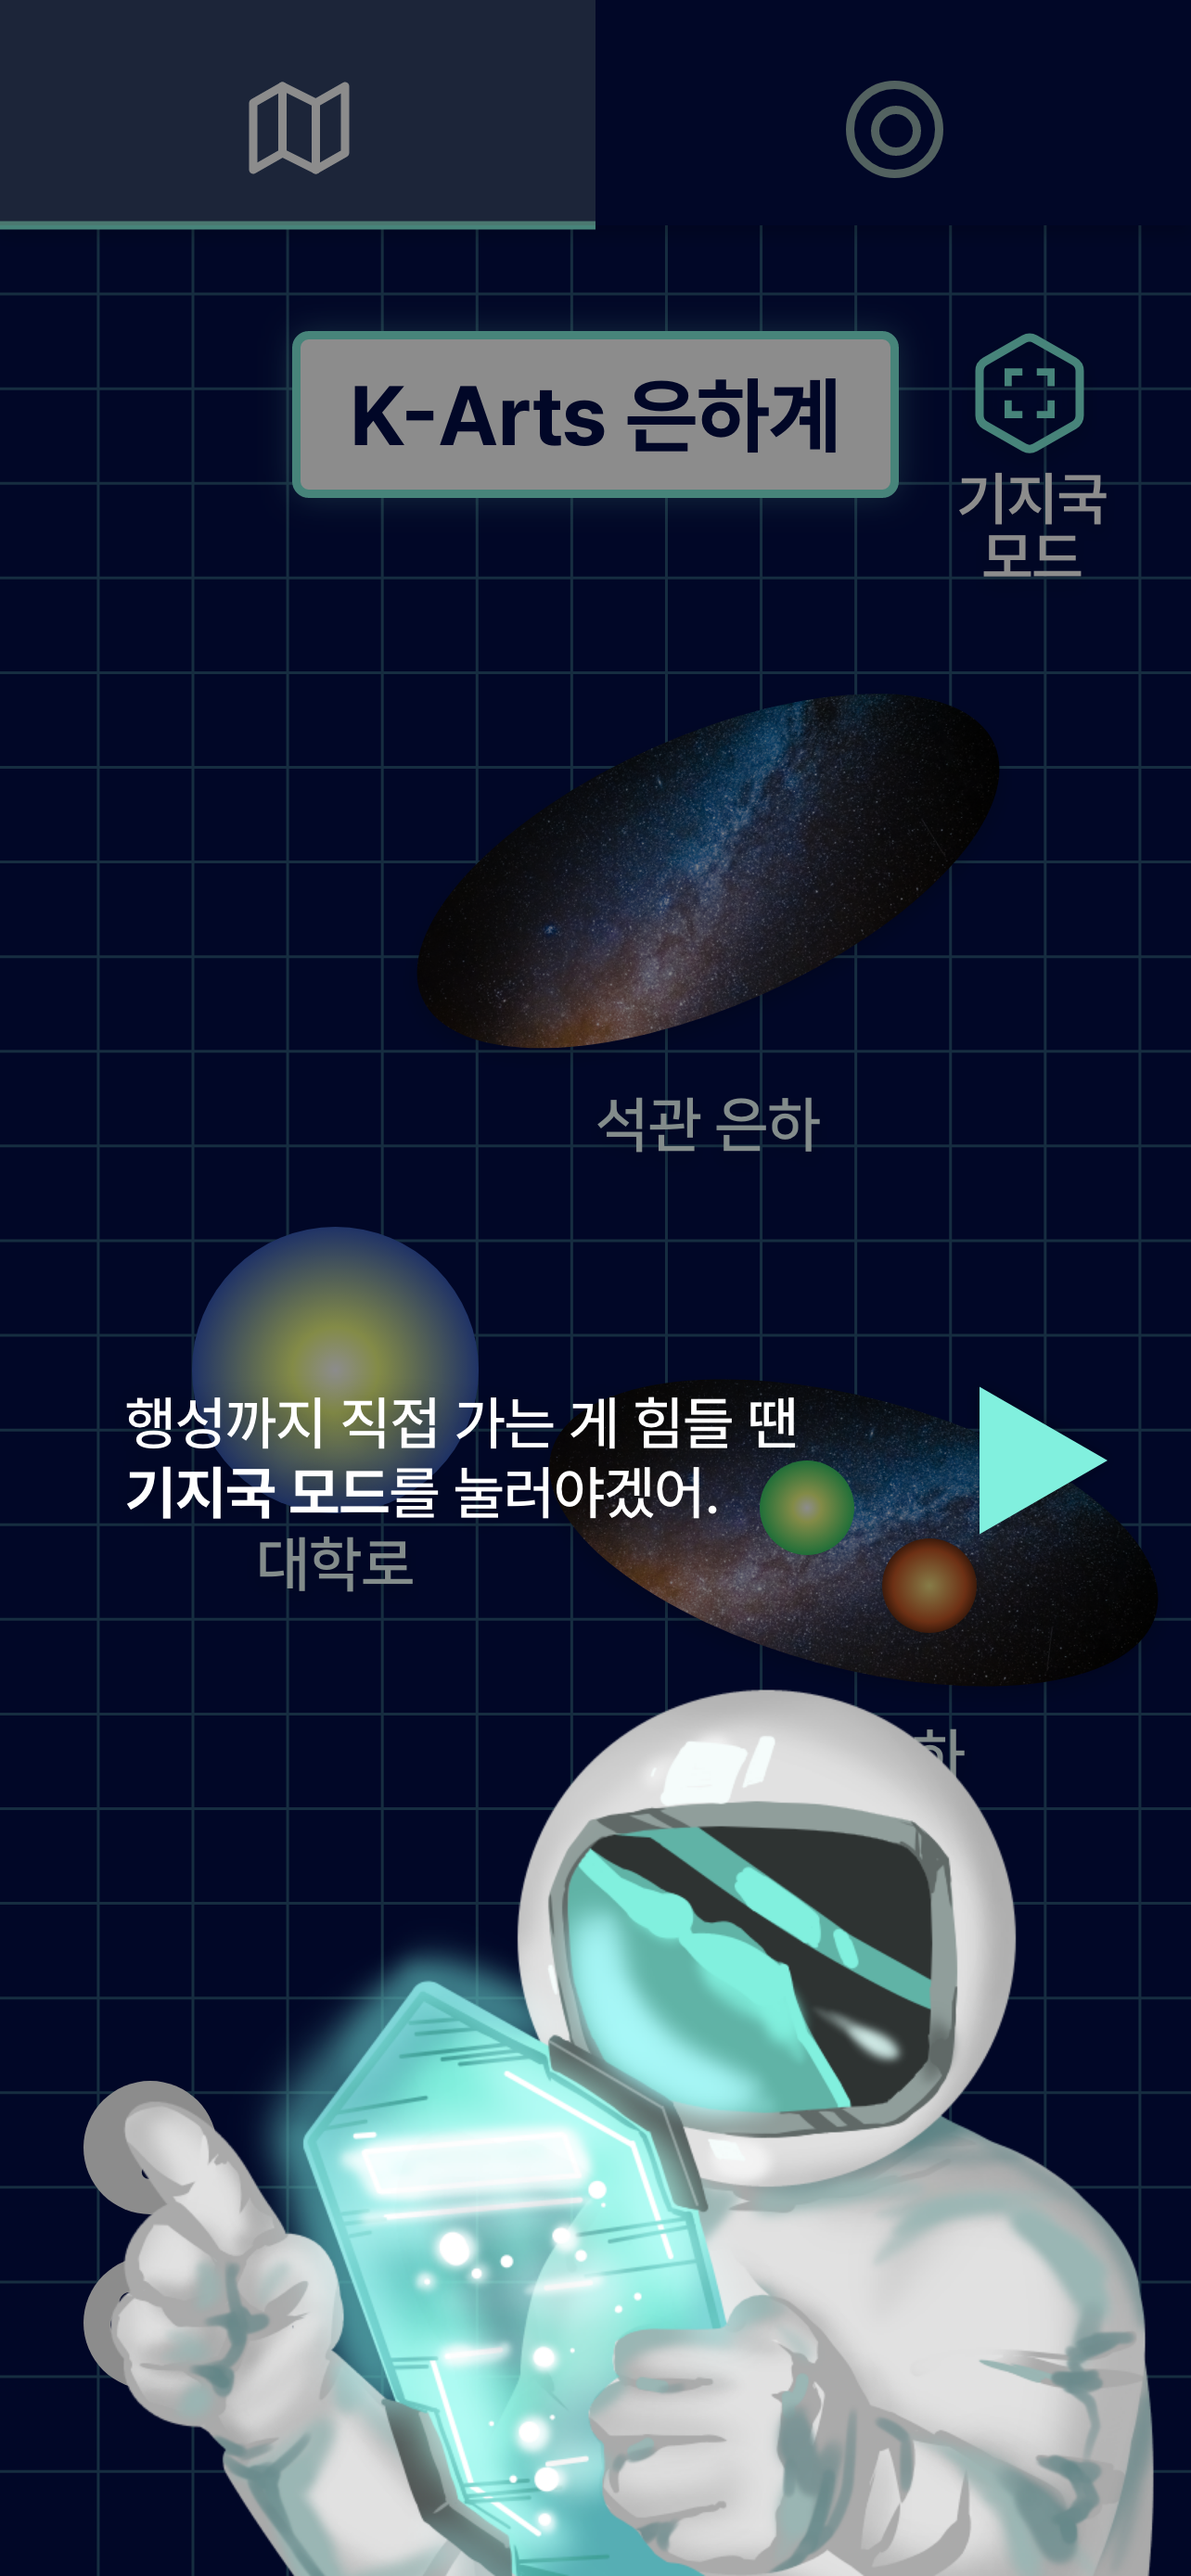 K-Arts 은하계
기지국
모드
석관 은하
행성까지 직접 가는 게 힘들 땐
기지국 모드를 눌러야겠어.
대학로
하